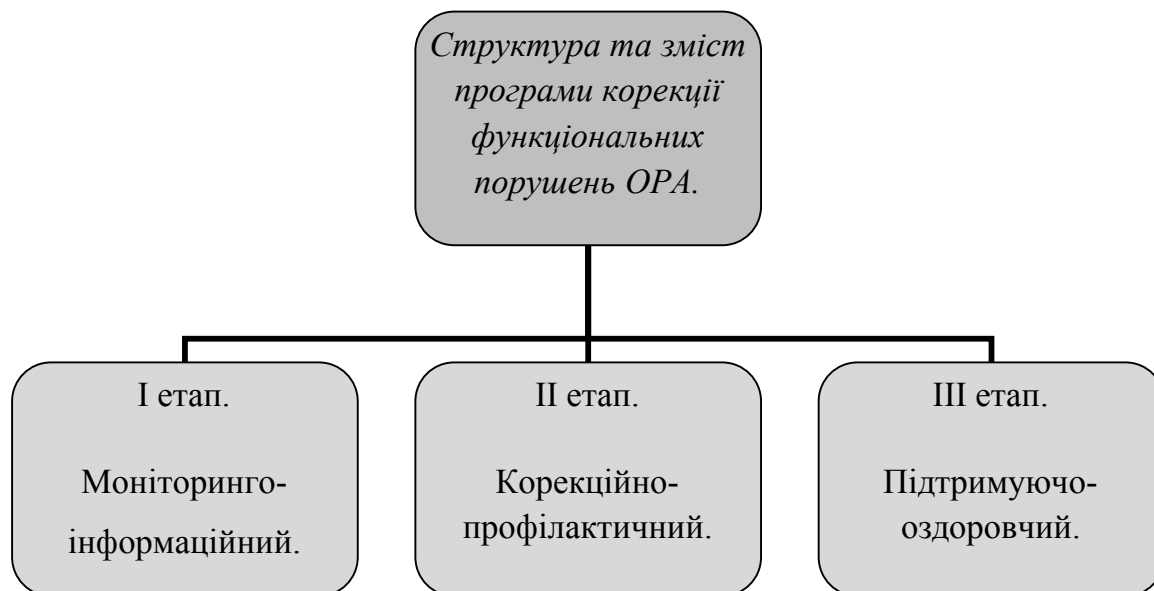 Структура та зміст
програми корекції
функціональних
порушень ОРА.
І етап.
Моніторинго-
інформаційний.
ІІ етап.
Корекційно-
профілактичний.
ІІІ етап.
Підтримуючо-
оздоровчий.